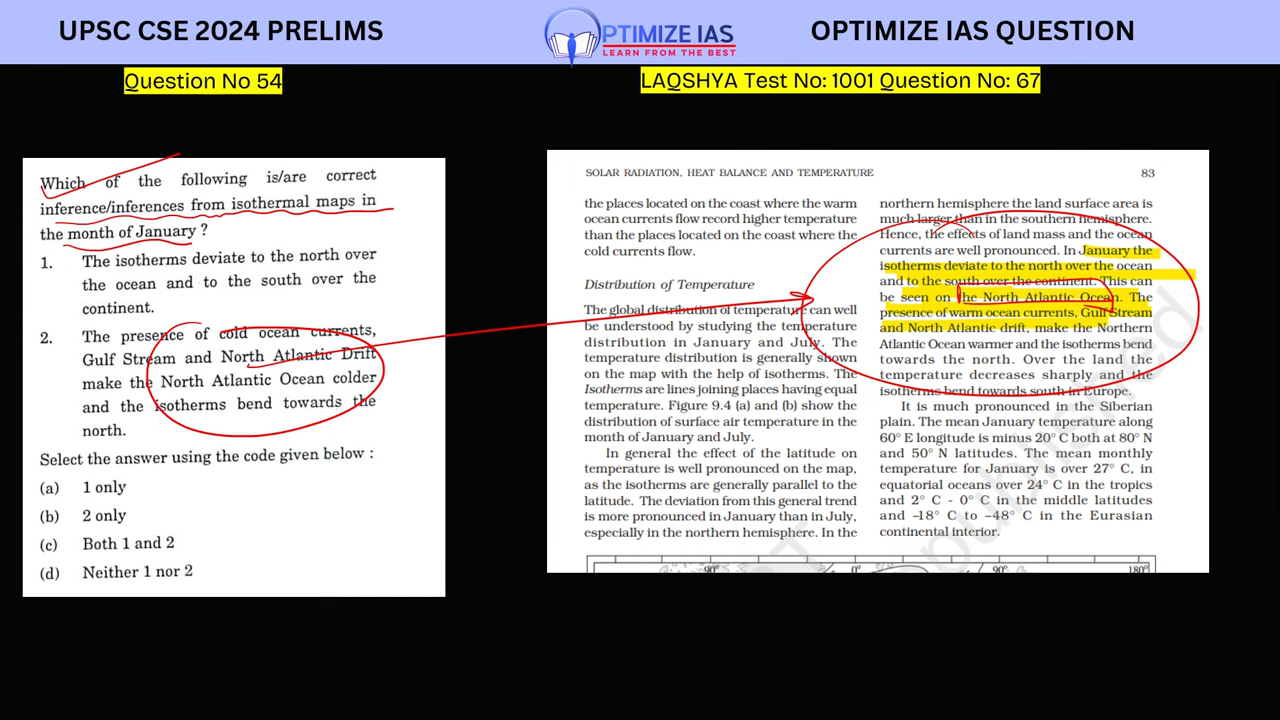 UPSC CSE 2024 PRELIMS
OPTIMIZE IAS
LEARN FROM THE BEST
OPTIMIZE IAS QUESTION
Question No 54
LAQSHYA Test No: 1001 Question No: 67
Which of the following is/are correct
inference/inferences from isothermal maps in
the month of January ?
1. The isotherms deviate to the north over
the ocean and to the south over the
continent.
2. The presence of cold ocean currents,
Gulf Stream and North Atlantic Drift
make the North Atlantic Ocean colder
and the isotherms bend towards the
north.
Select the answer using the code given below :
(a) 1 only
(b) 2 only
(c) Both 1 and 2
(d) Neither 1 nor 2
SOLAR RADIATION, HEAT BALANCE AND TEMPERATURE
83
the places located on the coast where the warm
ocean currents flow record higher temperature
than the places located on the coast where the
cold currents flow.
Distribution of Temperature
The global distribution of temperature can well
be understood by studying the temperature
distribution in January and July. The
temperature distribution is generally shown
on the map with the help of isotherms. The
Isotherms are lines joining places having equal
temperature. Figure 9.4 (a) and (b) show the
distribution of surface air temperature in the
month of January and July.
In general the effect of the latitude on
temperature is well pronounced on the map,
as the isotherms are generally parallel to the
latitude. The deviation from this general trend
is more pronounced in January than in July,
especially in the northern hemisphere. In the
northern hemisphere the land surface area is
much larger than in the southern hemisphere.
Hence, the effects of land mass and the ocean
currents are well pronounced. In January the
isotherms deviate to the north over the ocean
and to the south over the continent. This can
be seen on the North Atlantic Ocean. The
presence of warm ocean currents, Gulf Stream
and North Atlantic drift, make the Northern
Atlantic Ocean warmer and the isotherms bend
towards the north. Over the land the
temperature decreases sharply and the
isotherms bend towards south in Europe.
It is much pronounced in the Siberian
plain. The mean January temperature along
60° E longitude is minus 20° C both at 80° N
and 50° N latitudes. The mean monthly
temperature for January is over 27° C, in
equatorial oceans over 24° C in the tropics
and 2° C - 0° C in the middle latitudes
and –18° C to –48° C in the Eurasian
continental interior.
90° 0° 90° 180°